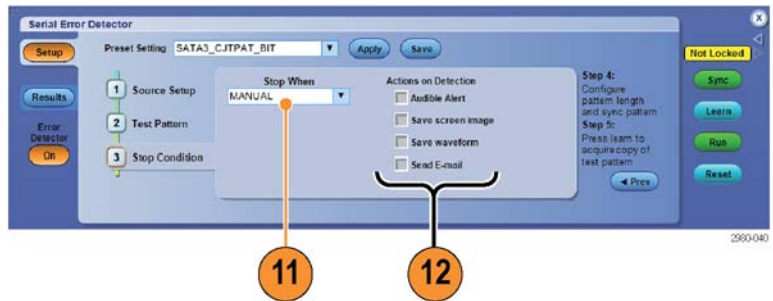 Serial Error Detector
X
Setup
Preset Setting SATA3_CJTPAT_BIT Apply Save
Not Locked
Results
Error
Detector
On
1 Source Setup
2 Test Pattern
3 Stop Condition
Stop When
MANUAL
Actions on Detection
Audible Alert
Save screen image
Save waveform
Send E-mail
Step 4:
Configure
pattern length
and sync pattern
Step 5:
Press learn to
acquire copy of
test pattern
Prev
Sync
Learn
Run
Reset
2980-040
11
12